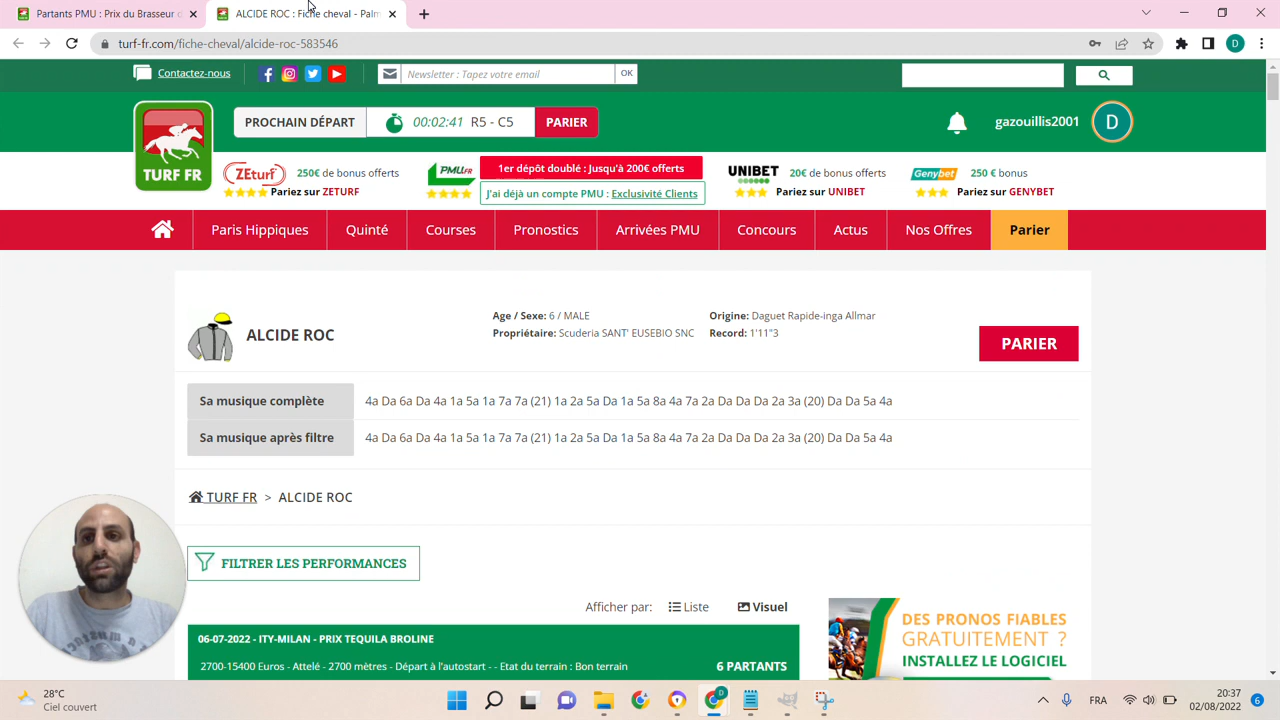 Partants PMU : Prix du Brasseur d
ALCIDE ROC : Fiche cheval - Palm
turf-fr.com/fiche-cheval/alcide-roc-583546
D
Contactez-nous
Newsletter : Tapez votre email
OK
TURF FR
PROCHAIN DÉPART
00:02:41 R5 - C5
PARIER
gazouillis2001
D
ZEturf
250€ de bonus offerts
Pariez sur ZETURF
PMU.FR
1er dépôt doublé : Jusqu'à 200€ offerts
J'ai déjà un compte PMU : Exclusivité Clients
UNIBET
20€ de bonus offerts
Pariez sur UNIBET
Genybet
250 € bonus
Pariez sur GENYBET
Paris Hippiques
Quinté
Courses
Pronostics
Arrivées PMU
Concours
Actus
Nos Offres
Parier
ALCIDE ROC
Age / Sexe: 6 / MALE
Propriétaire: Scuderia SANT' EUSEBIO SNC
Origine: Daguet Rapide-inga Allmar
Record: 1'11"3
PARIER
Sa musique complète
4a Da 6a Da 4a 1a 5a 1a 7a 7a (21) 1a 2a 5a Da 1a 5a 8a 4a 7a 2a Da Da Da 2a 3a (20) Da Da 5a 4a
Sa musique après filtre
4a Da 6a Da 4a 1a 5a 1a 7a 7a (21) 1a 2a 5a Da 1a 5a 8a 4a 7a 2a Da Da Da 2a 3a (20) Da Da 5a 4a
TURF FR > ALCIDE ROC
FILTRER LES PERFORMANCES
Afficher par: Liste Visuel
06-07-2022 - ITY-MILAN - PRIX TEQUILA BROLINE
2700-15400 Euros - Attelé - 2700 mètres - Départ à l'autostart - - Etat du terrain : Bon terrain
6 PARTANTS
DES PRONOS FIABLES
GRATUITEMENT ?
INSTALLEZ LE LOGICIEL
28°C
Ciel couvert
D
FRA
20:37
02/08/2022
6